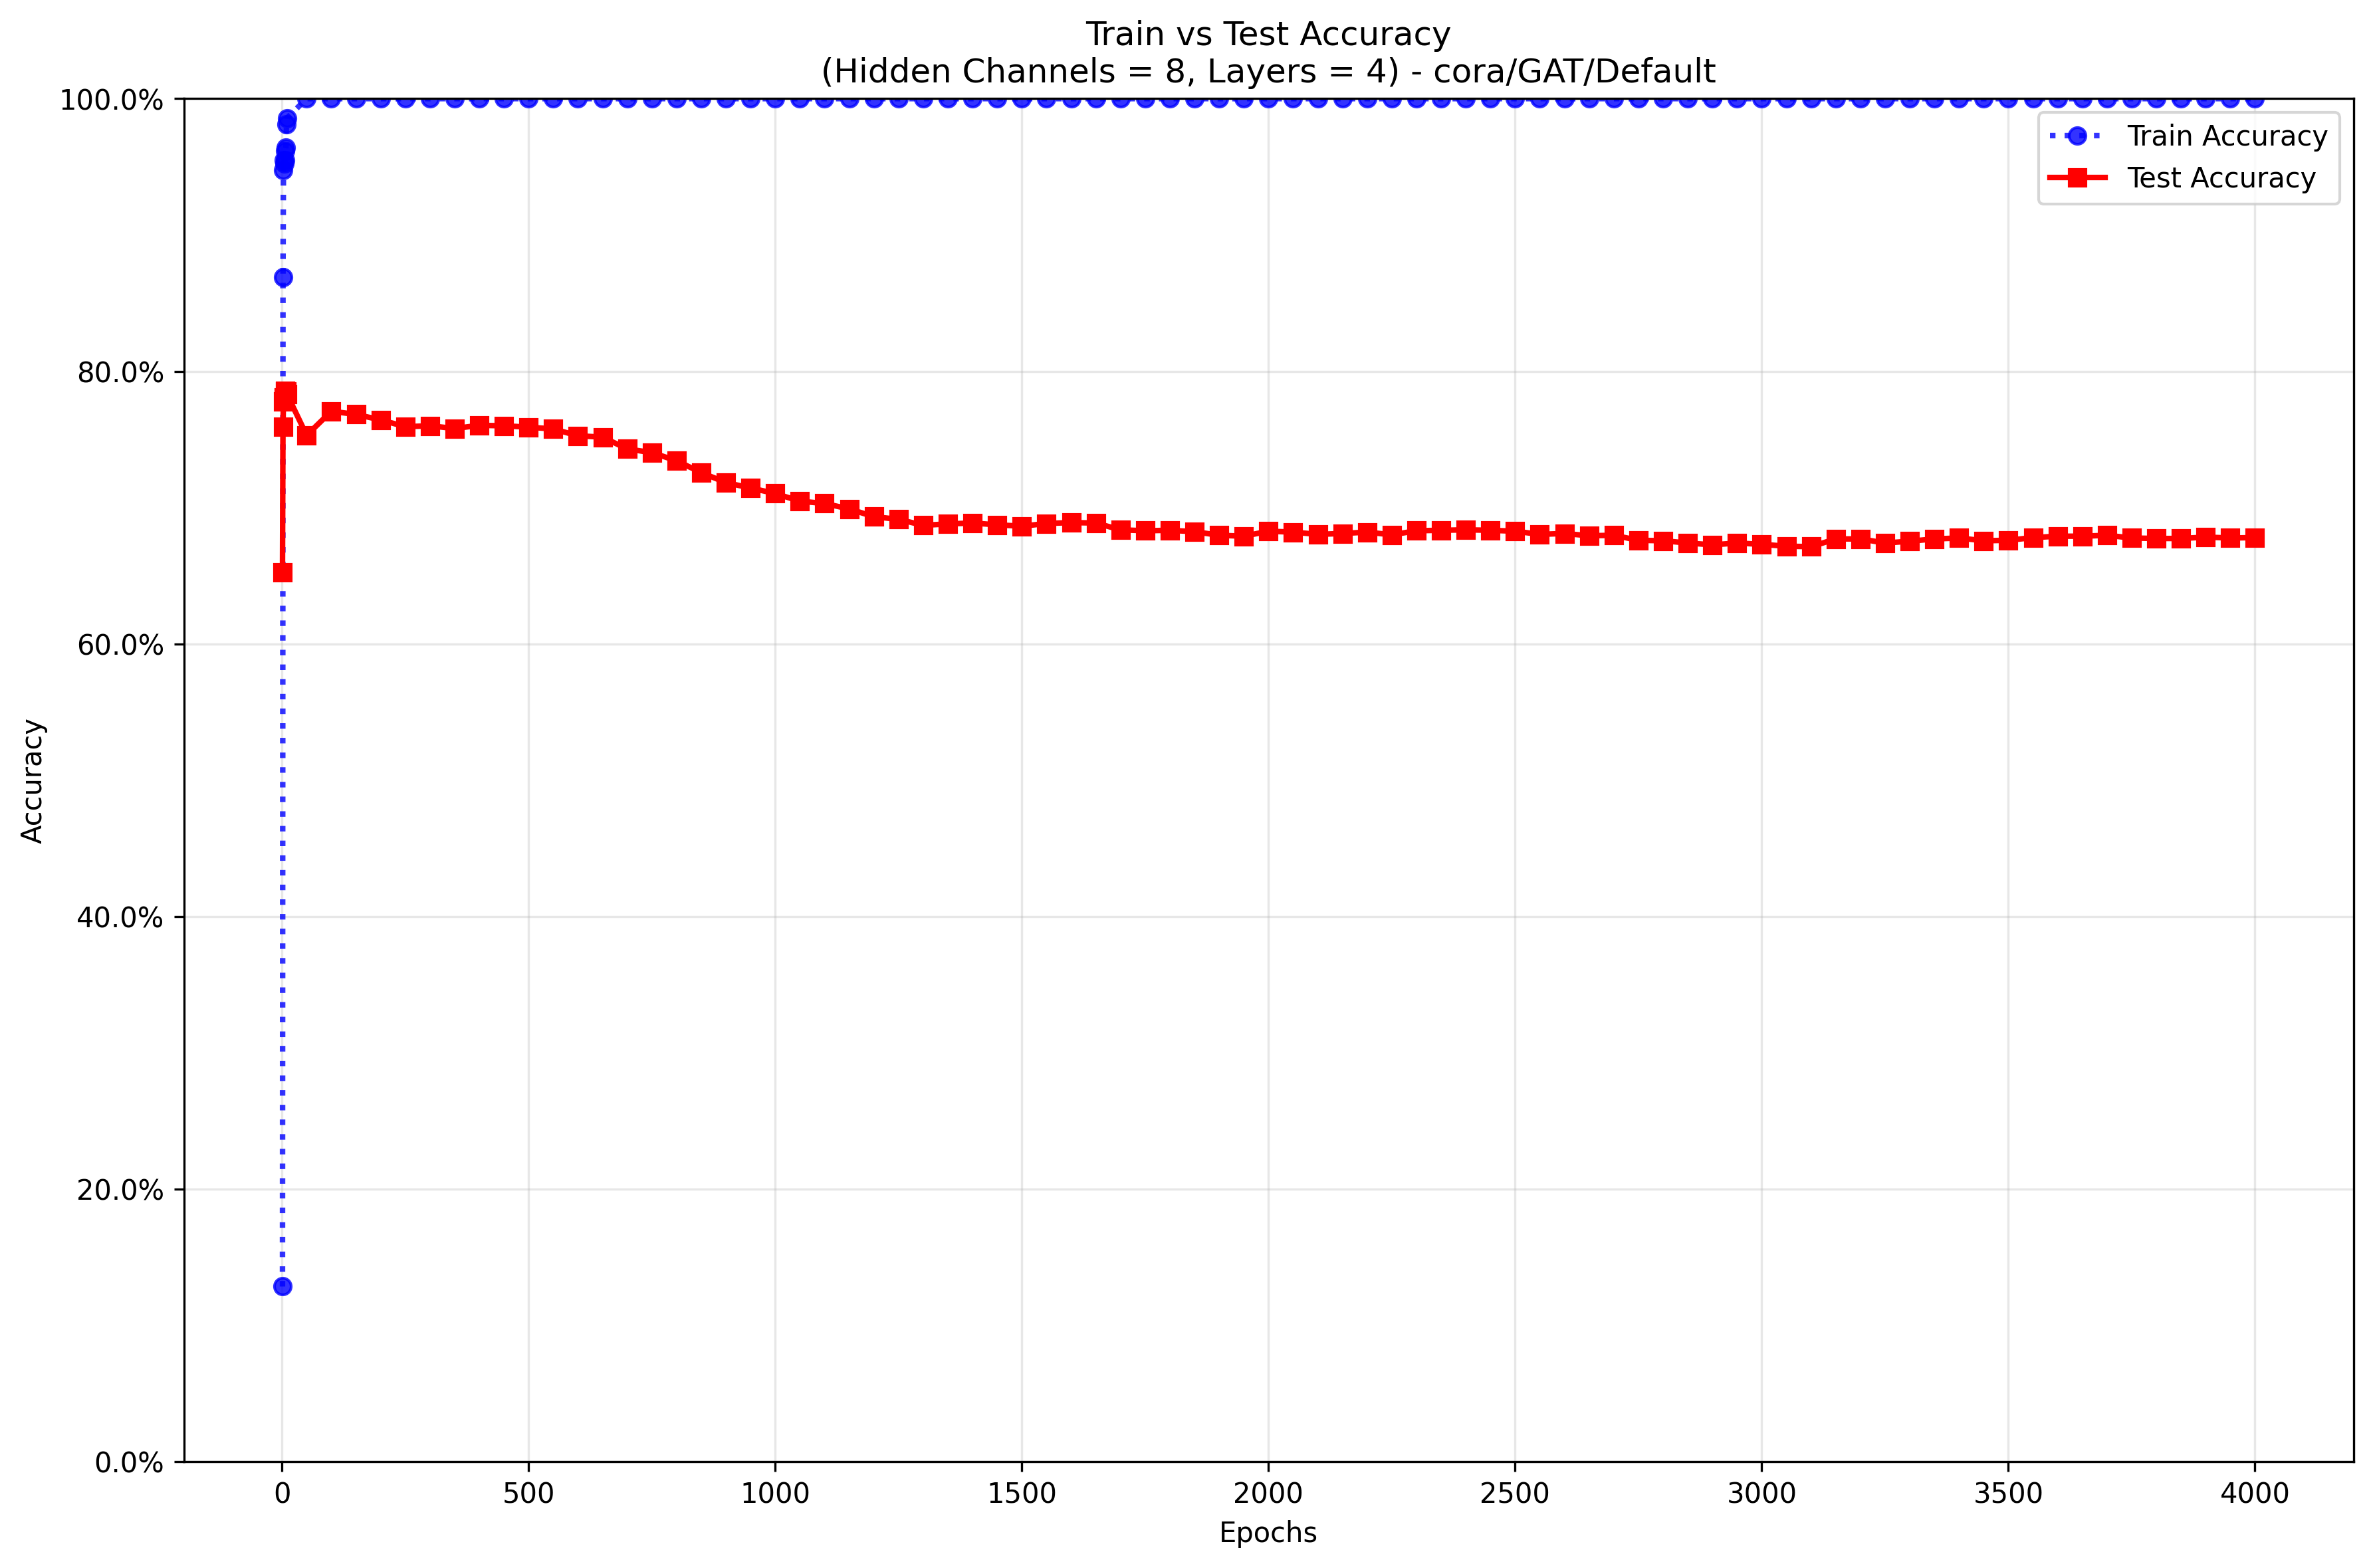 Train vs Test Accuracy
(Hidden Channels = 8, Layers = 4) - cora/GAT/Default
100.0%
80.0%
60.0%
40.0%
20.0%
0.0%
Accuracy
Train Accuracy
Test Accuracy
0 500 1000 1500 2000 2500 3000 3500 4000
Epochs